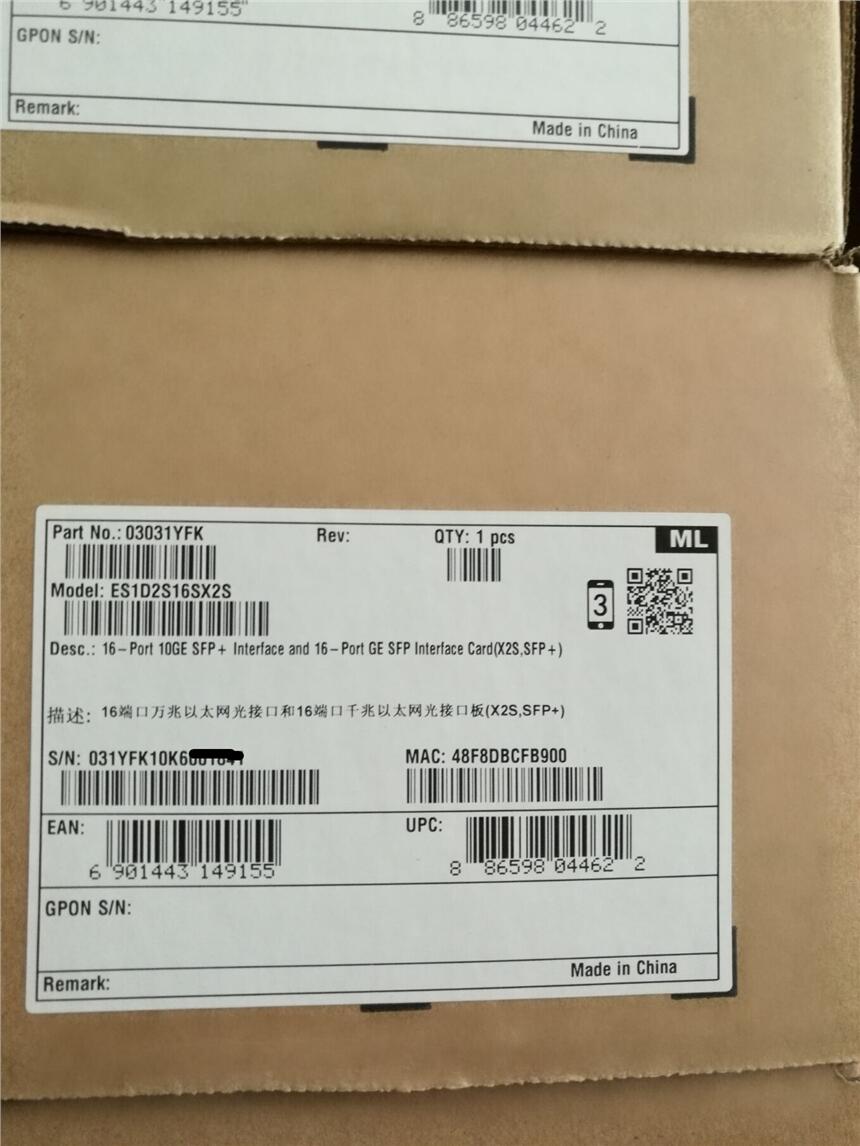 6 901443 149155
8 86598 04462 2
GPON S/N:
Remark:
Made in China
Part No.: 03031YFK
Rev:
QTY: 1 pcs
ML
Model: ES1D2S16SX2S
3
Desc.: 16-Port 10GE SFP+ Interface and 16-Port GE SFP Interface Card(X2S,SFP+)
描述: 16端口万兆以太网光接口和16端口千兆以太网光接口板(X2S,SFP+)
S/N: 031YFK10K6
MAC: 48F8DBCFB900
EAN:
6 901443 149155
UPC:
8 86598 04462 2
GPON S/N:
Made in China
Remark: